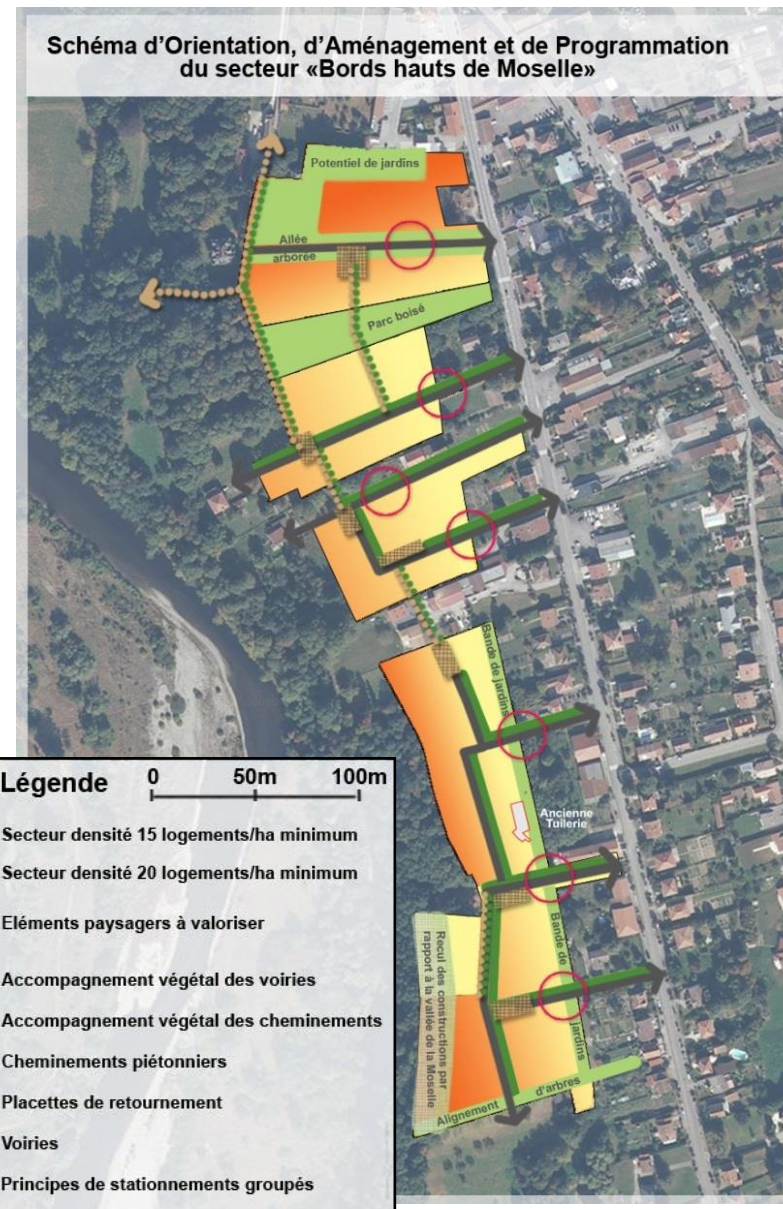 Schéma d'Orientation, d'Aménagement et de Programmation
du secteur «Bords hauts de Moselle»
Potentiel de jardins
Allée
arborée
Parc boisé
Bande de jardins
Ancienne
Tuilerie
Bande de jardins
Recul des constructions par
rapport à la vallée de la Moselle
Alignement d'arbres
Légende
0 50m 100m
Secteur densité 15 logements/ha minimum
Secteur densité 20 logements/ha minimum
Eléments paysagers à valoriser
Accompagnement végétal des voiries
Accompagnement végétal des cheminements
Cheminements piétonniers
Placettes de retournement
Voiries
Principes de stationnements groupés